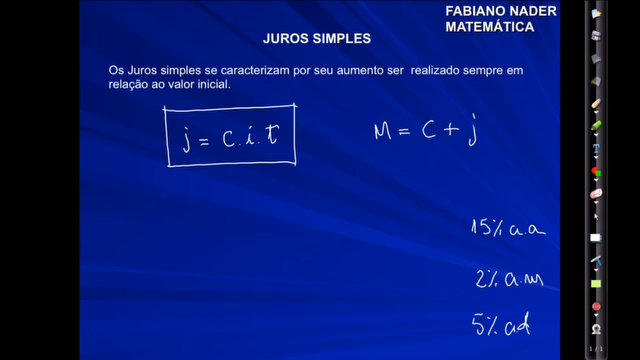 FABIANO NADER
MATEMÁTICA
JUROS SIMPLES
Os Juros simples se caracterizam por seu aumento ser realizado sempre em
relação ao valor inicial.
j = c.i.t
M = C + j
15% a.a
2% a.m
5% ad
1 / 1